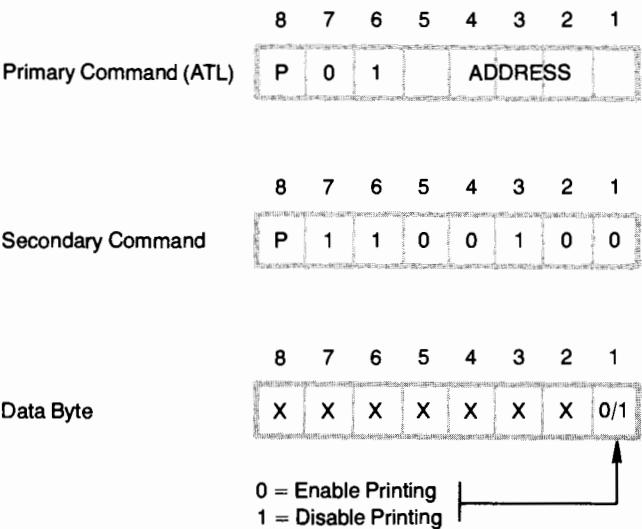 8 7 6 5 4 3 2 1
Primary Command (ATL) P 0 1 ADDRESS
8 7 6 5 4 3 2 1
Secondary Command P 1 1 0 0 1 0 0
8 7 6 5 4 3 2 1
Data Byte X X X X X X X 0/1
0 = Enable Printing
1 = Disable Printing